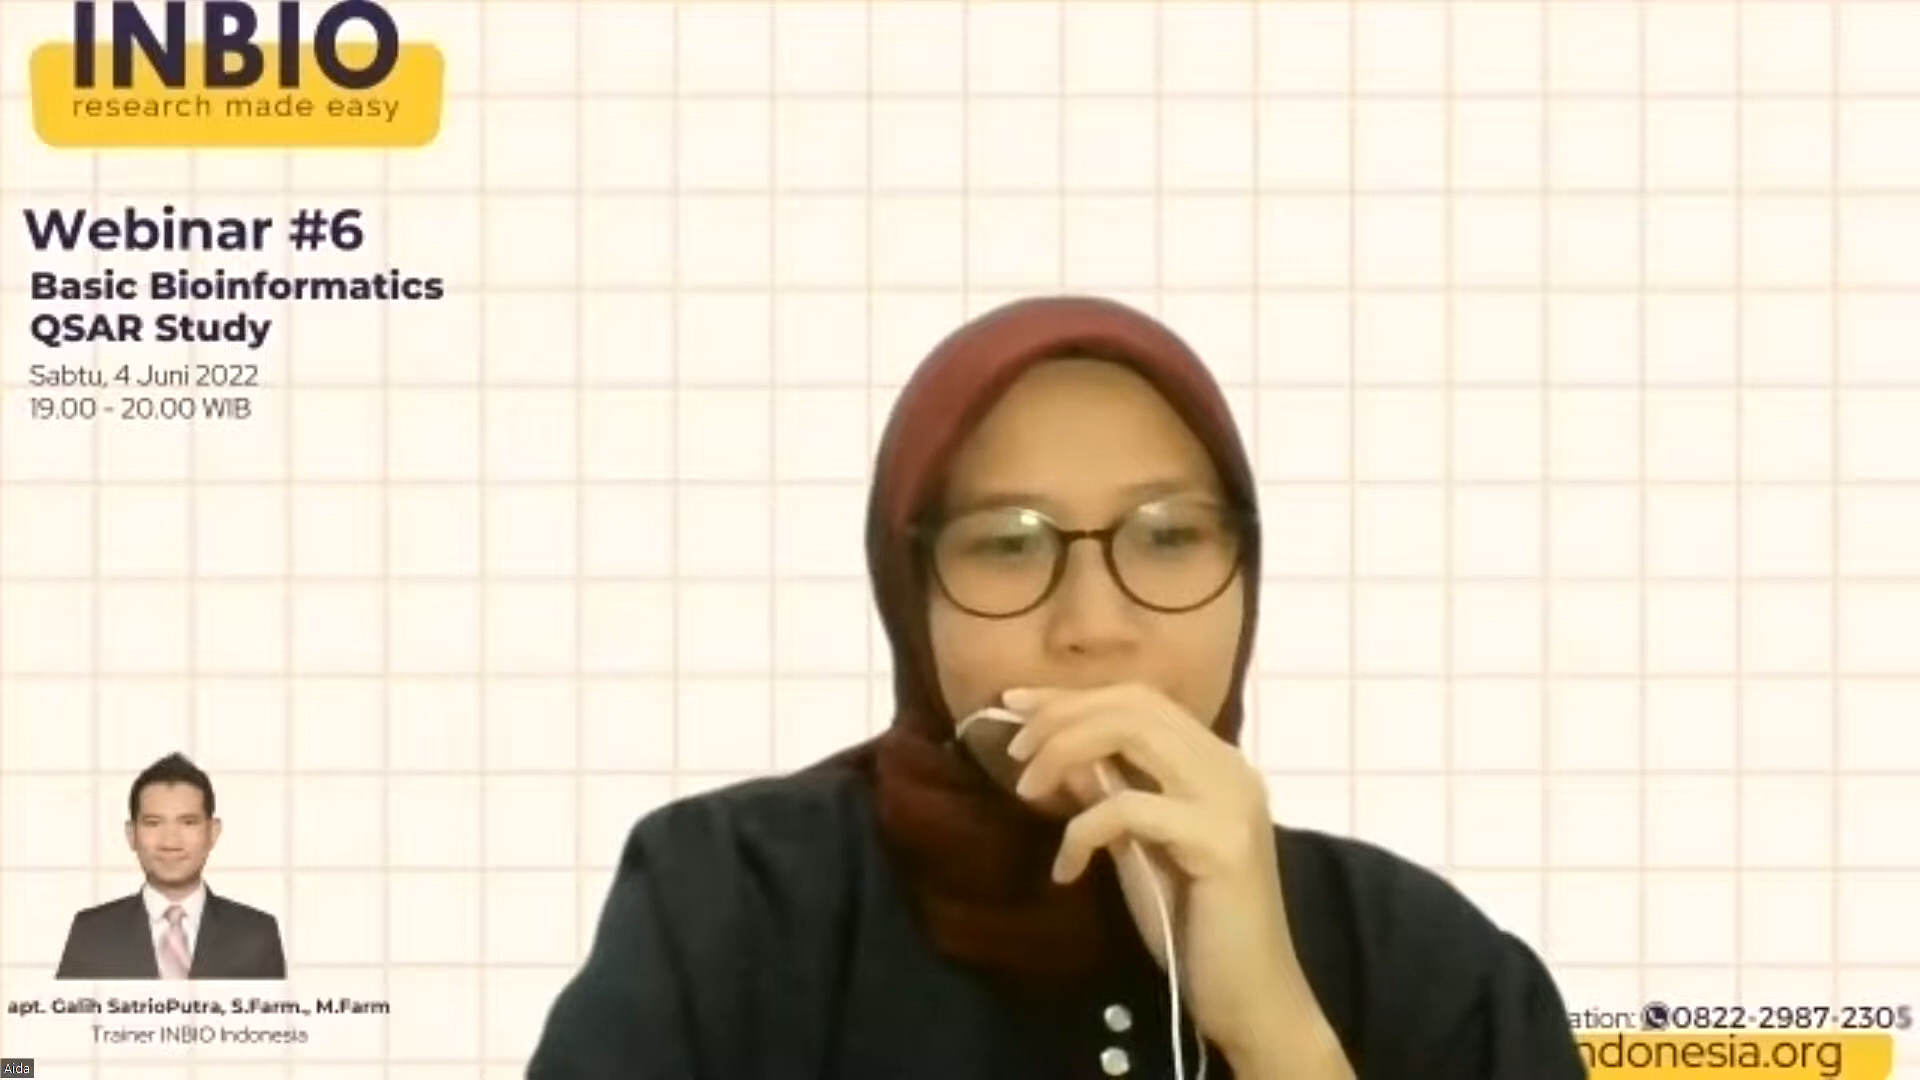 INBIO
research made easy
Webinar #6
Basic Bioinformatics
QSAR Study
Sabtu, 4 Juni 2022
19.00 - 20.00 WIB
apt. Galih SatrioPutra, S.Farm., M.Farm
Trainer INBIO Indonesia
ation: 0822-2987-2305
ndonesia.org
Aida